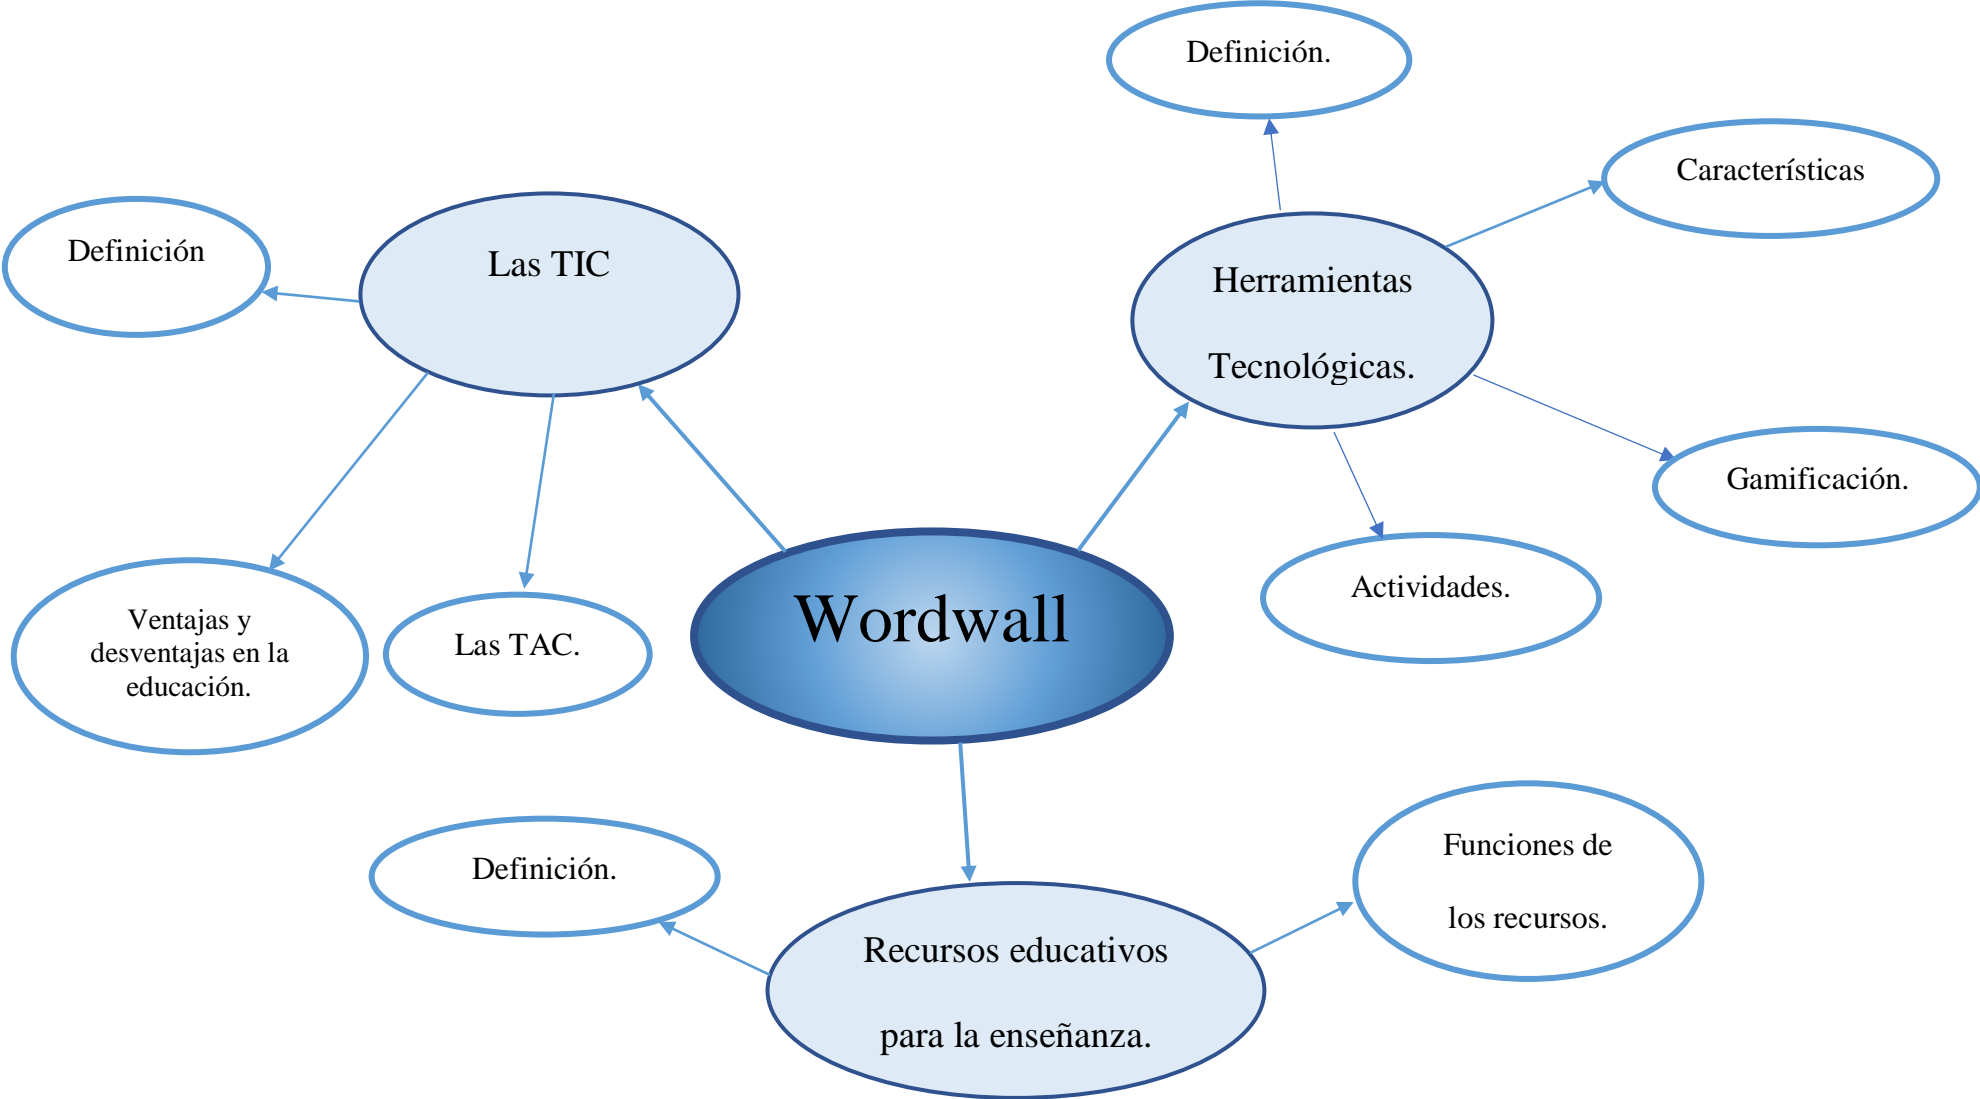 Definición.
Características
Herramientas
Tecnológicas.
Gamificación.
Actividades.
Las TIC
Definición
Ventajas y
desventajas en la
educación.
Las TAC.
Wordwall
Definición.
Recursos educativos
para la enseñanza.
Funciones de
los recursos.